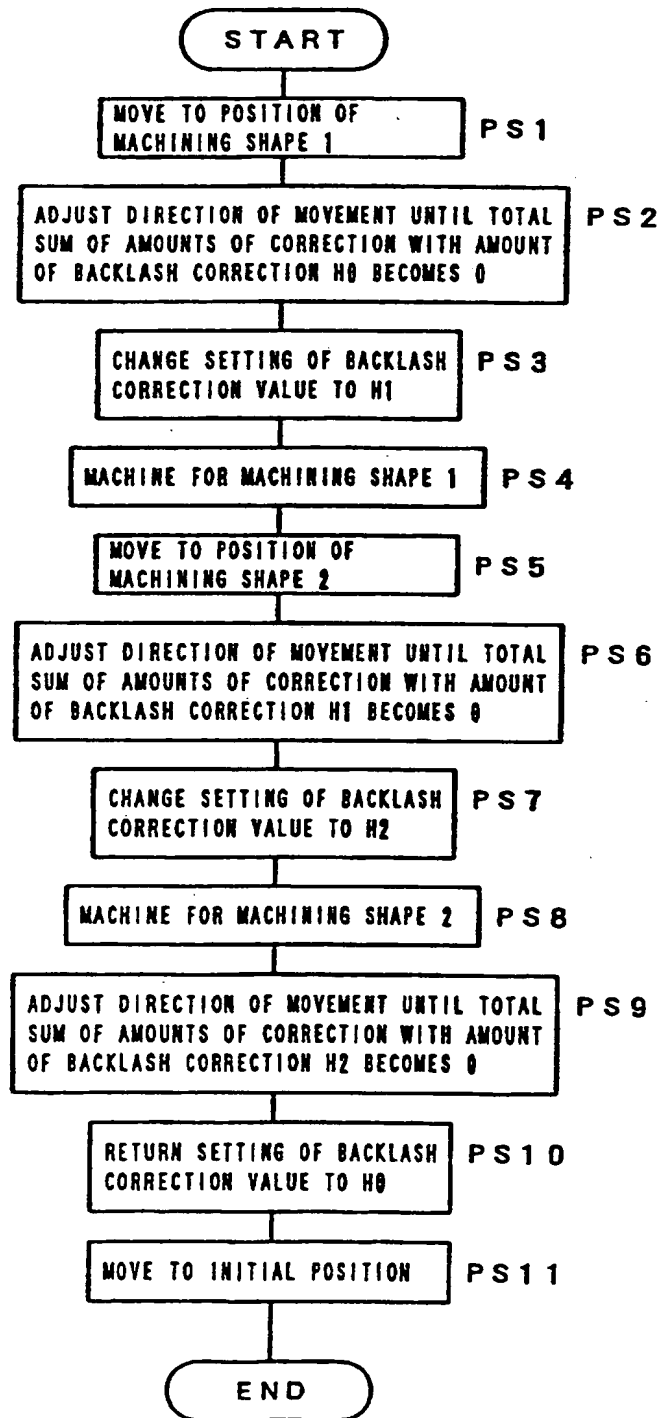 START
MOVE TO POSITION OF
MACHINING SHAPE 1
PS1
ADJUST DIRECTION OF MOVEMENT UNTIL TOTAL
SUM OF AMOUNTS OF CORRECTION WITH AMOUNT
OF BACKLASH CORRECTION H0 BECOMES 0
PS2
CHANGE SETTING OF BACKLASH
CORRECTION VALUE TO H1
PS3
MACHINE FOR MACHINING SHAPE 1
PS4
MOVE TO POSITION OF
MACHINING SHAPE 2
PS5
ADJUST DIRECTION OF MOVEMENT UNTIL TOTAL
SUM OF AMOUNTS OF CORRECTION WITH AMOUNT
OF BACKLASH CORRECTION H1 BECOMES 0
PS6
CHANGE SETTING OF BACKLASH
CORRECTION VALUE TO H2
PS7
MACHINE FOR MACHINING SHAPE 2
PS8
ADJUST DIRECTION OF MOVEMENT UNTIL TOTAL
SUM OF AMOUNTS OF CORRECTION WITH AMOUNT
OF BACKLASH CORRECTION H2 BECOMES 0
PS9
RETURN SETTING OF BACKLASH
CORRECTION VALUE TO H0
PS10
MOVE TO INITIAL POSITION
PS11
END